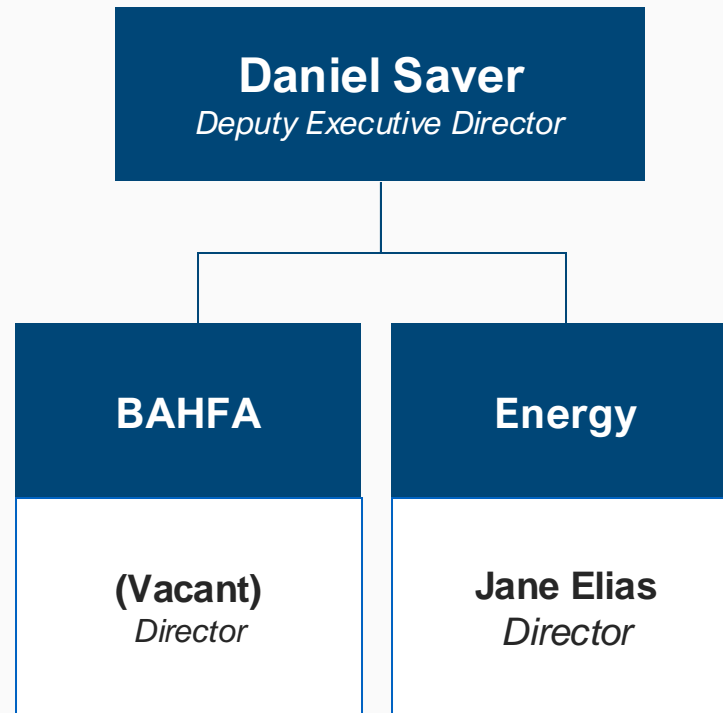 Daniel Saver
Deputy Executive Director
BAHFA
Energy
(Vacant)
Director
Jane Elias
Director